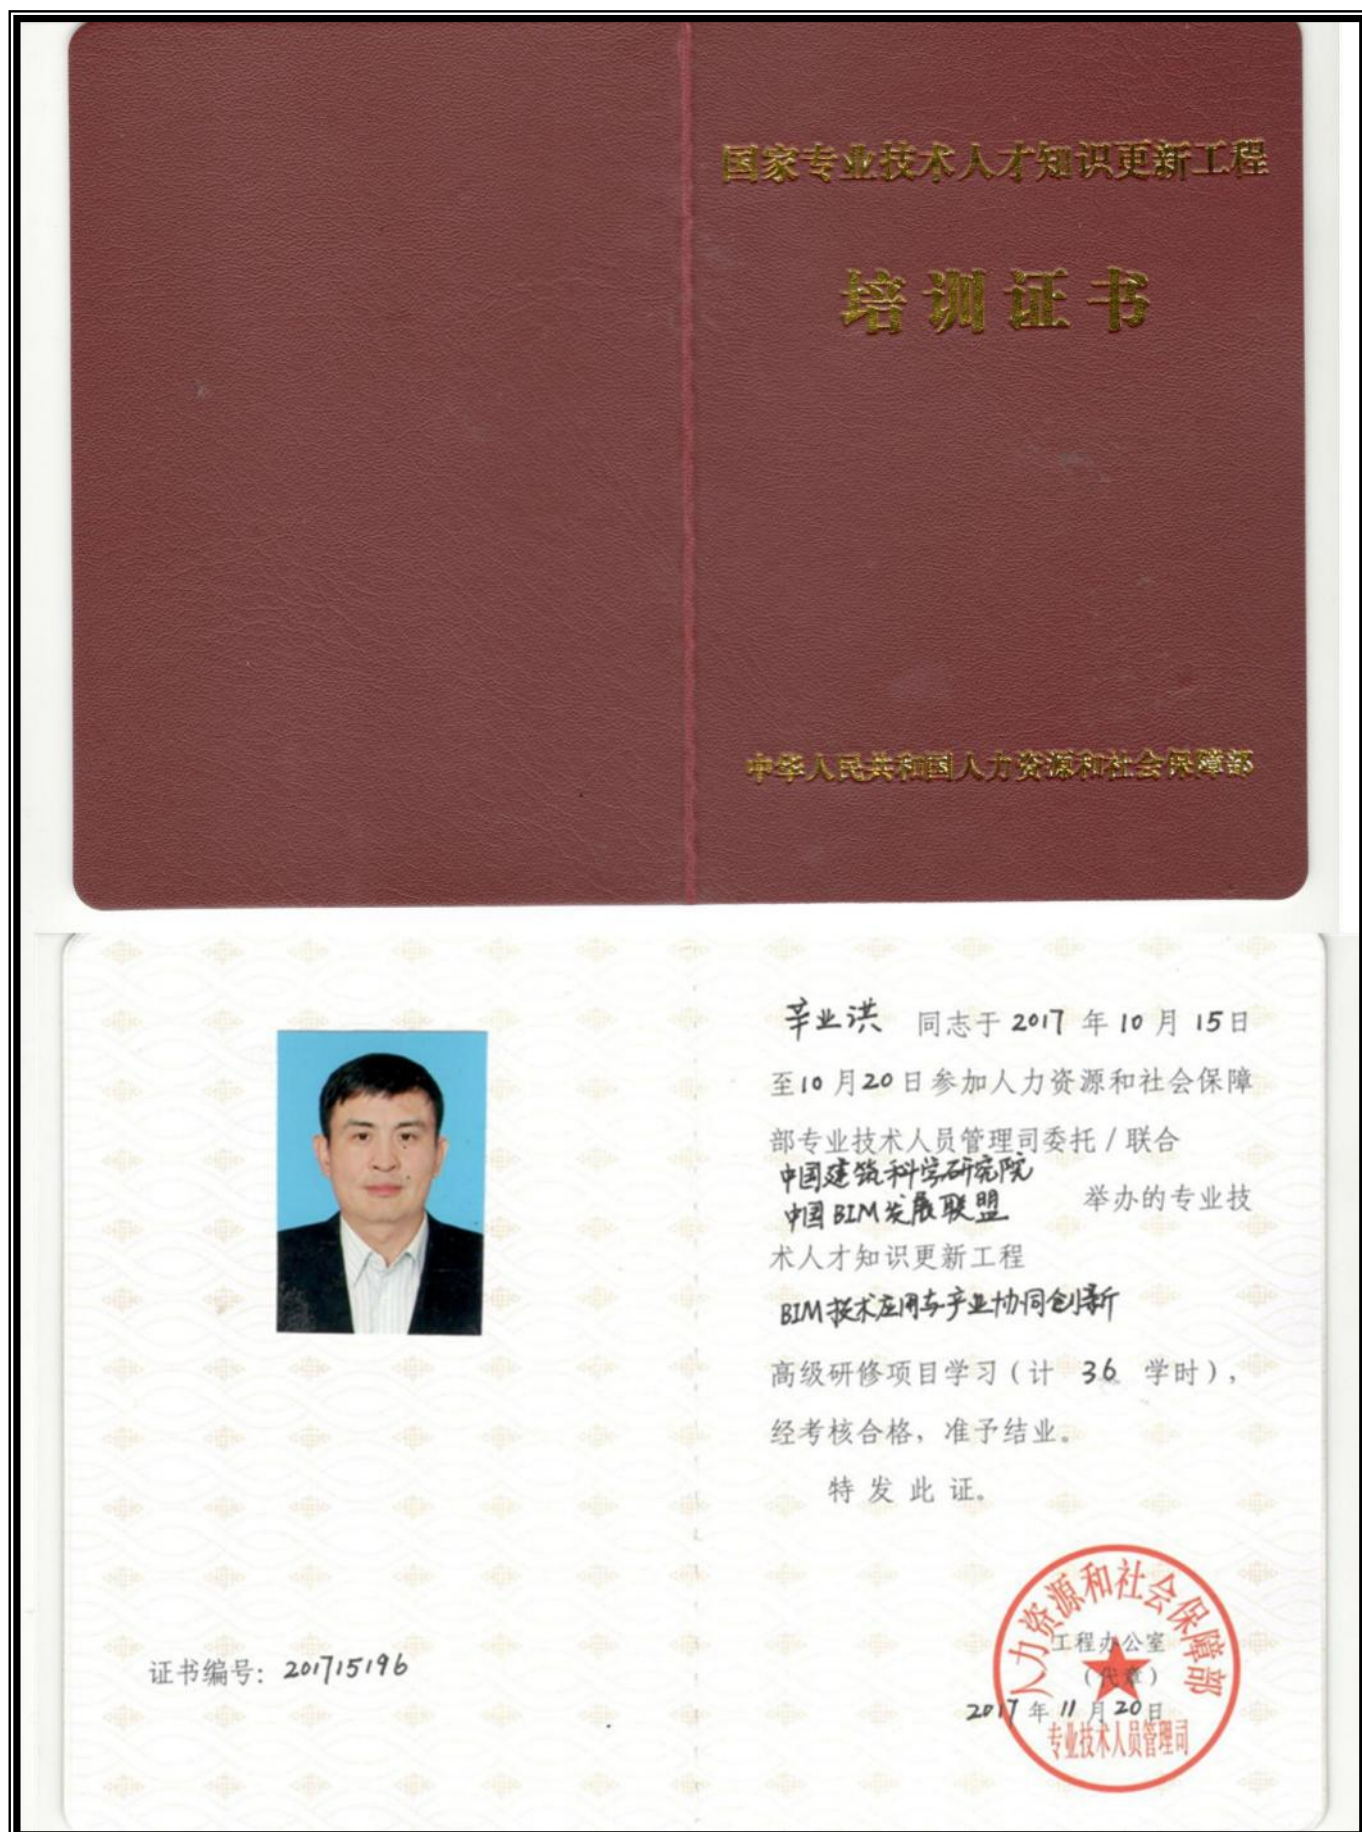 国家专业技术人才知识更新工程
培训证书
中华人民共和国人力资源和社会保障部
辛业洪 同志于 2017 年 10 月 15 日
至 10 月 20 日参加人力资源和社会保障
部专业技术人员管理司委托 / 联合
中国建筑科学研究院
中国BIM发展联盟 举办的专业技
术人才知识更新工程
BIM技术应用与产业协同创新
高级研修项目学习(计 36 学时),
经考核合格,准予结业。
特发此证。
人力资源和社会保障部
工程办公室
(代章)
2017 年 11 月 20 日
专业技术人员管理司
证书编号: 201715196